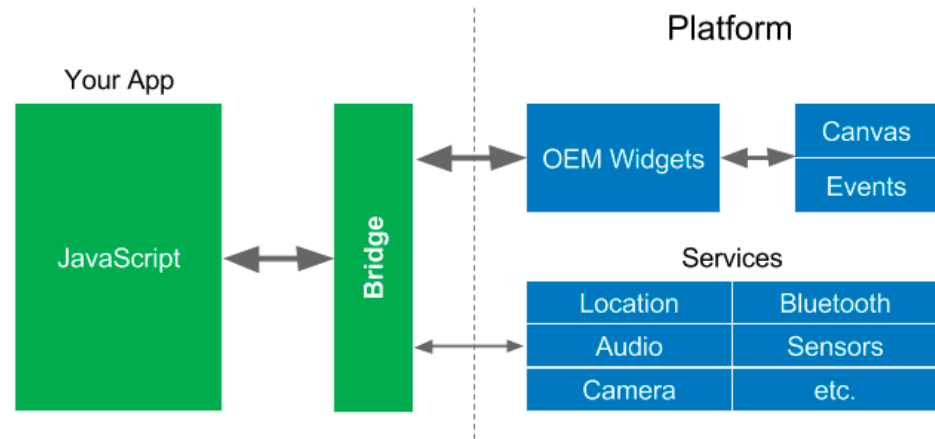 Platform
Your App
JavaScript
Bridge
OEM Widgets
Canvas
Events
Services
Location
Bluetooth
Audio
Sensors
Camera
etc.